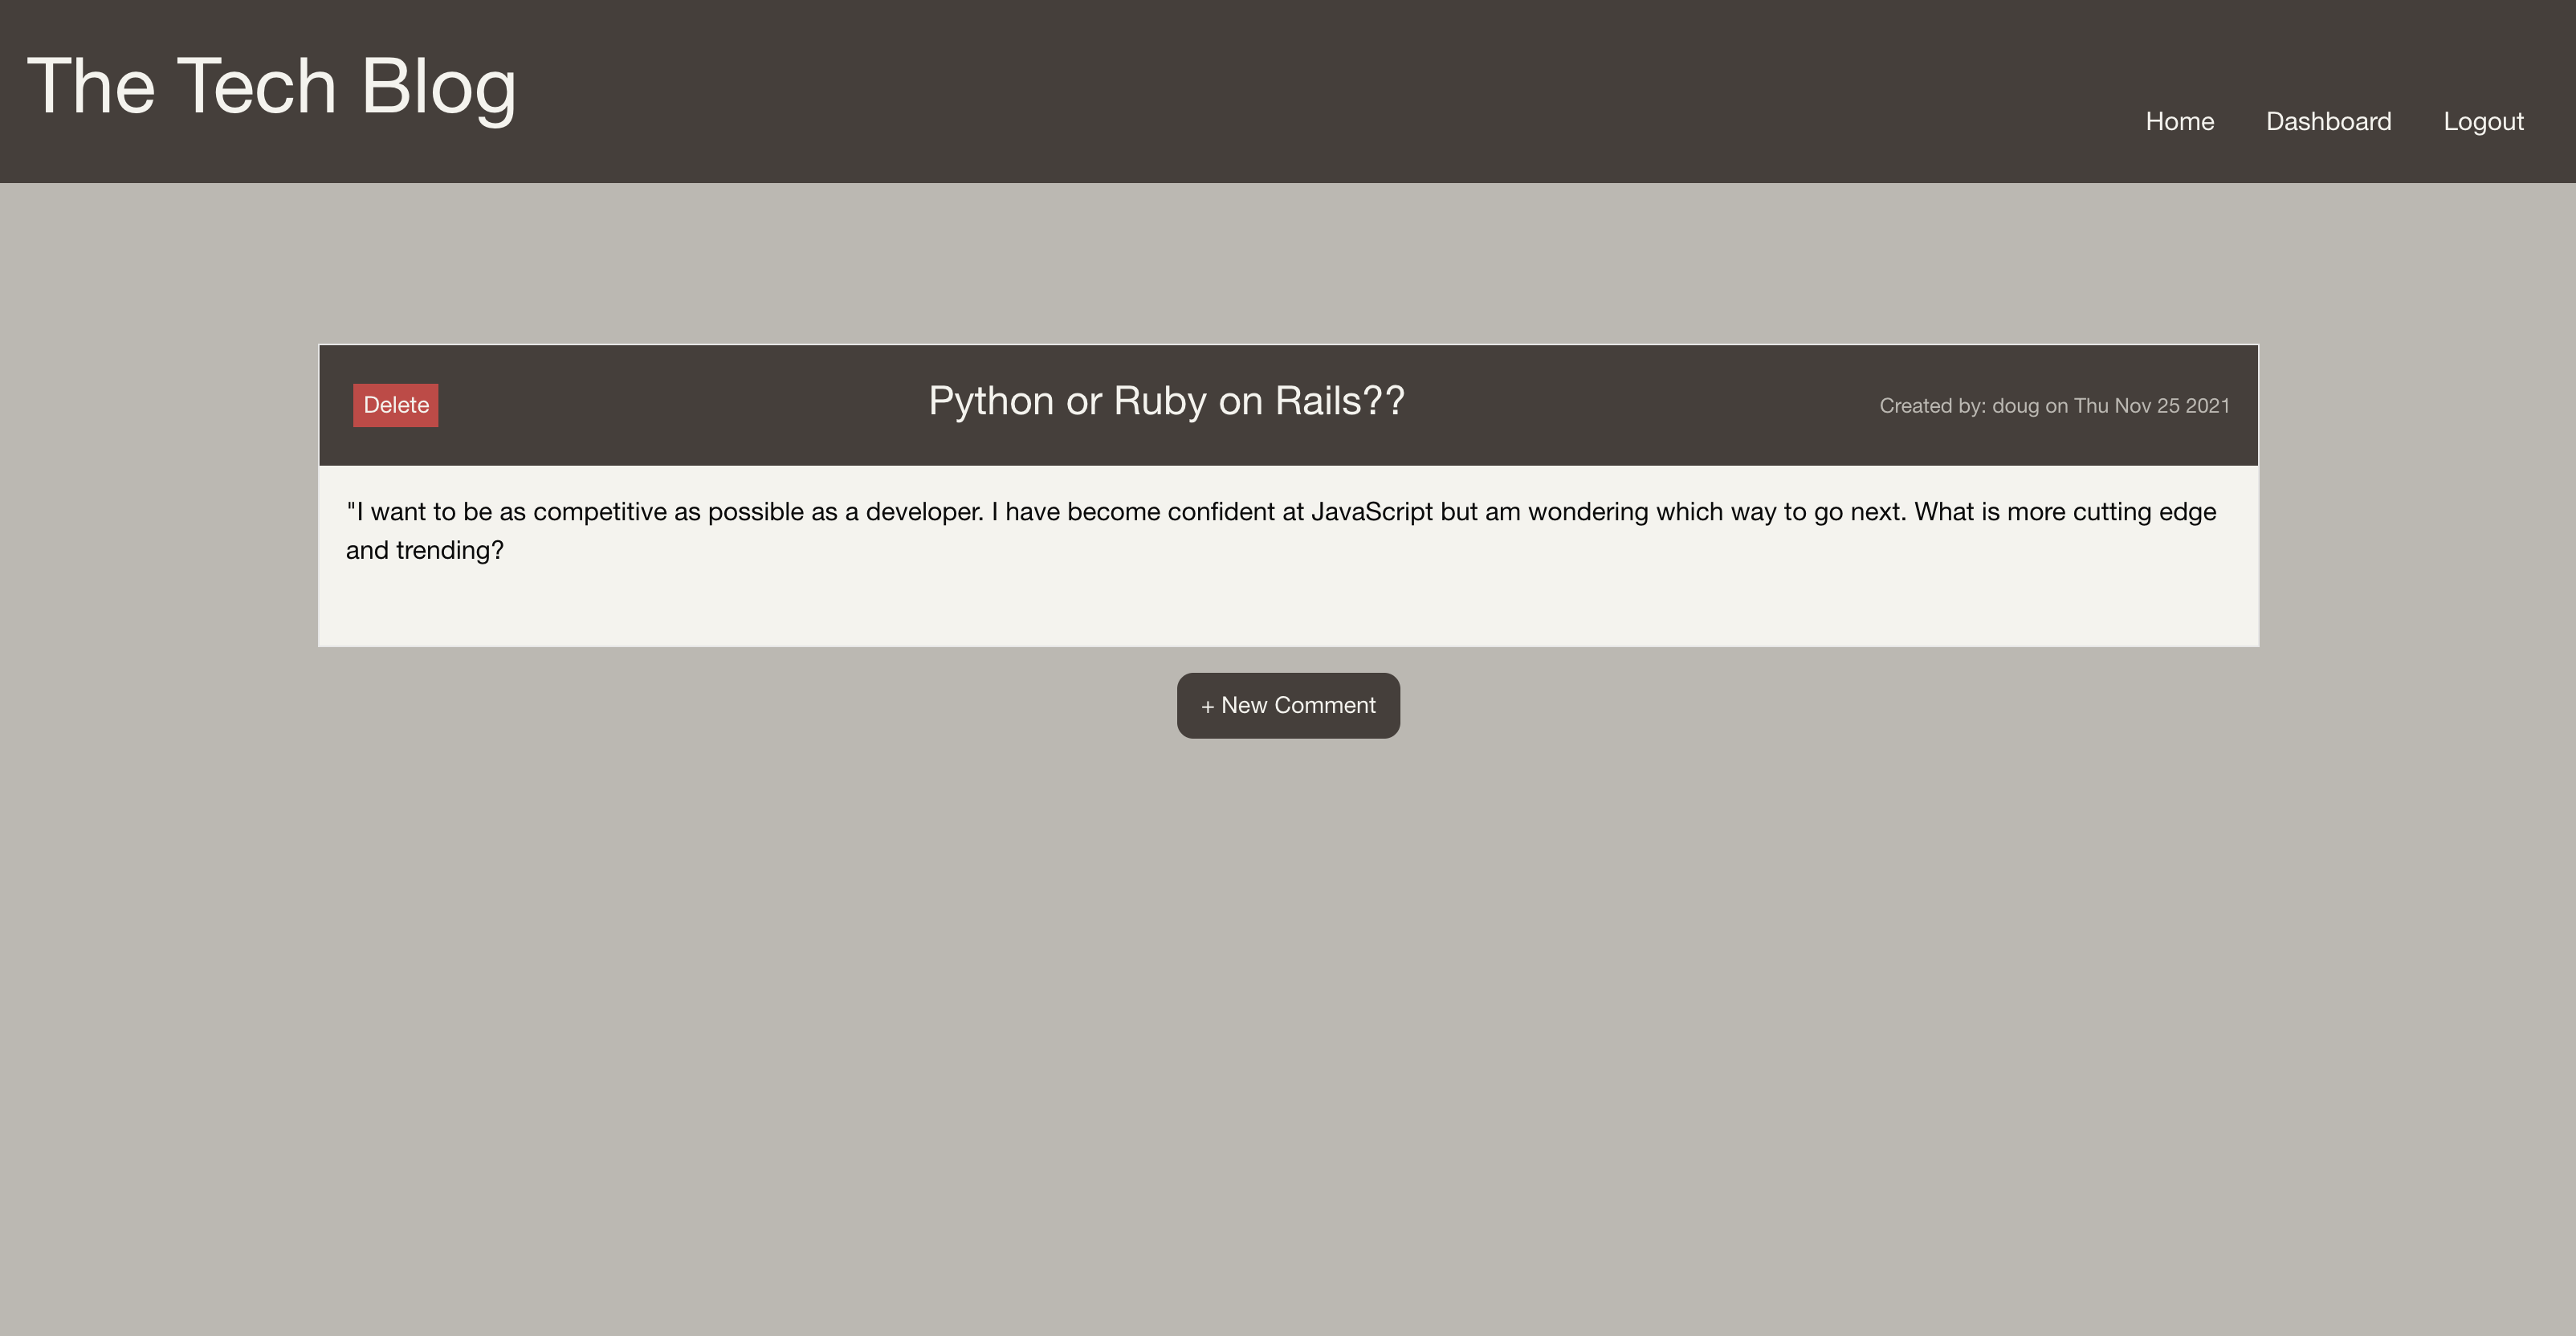 The Tech Blog
Home Dashboard Logout
Delete Python or Ruby on Rails?? Created by: doug on Thu Nov 25 2021
"I want to be as competitive as possible as a developer. I have become confident at JavaScript but am wondering which way to go next. What is more cutting edge
and trending?
+ New Comment